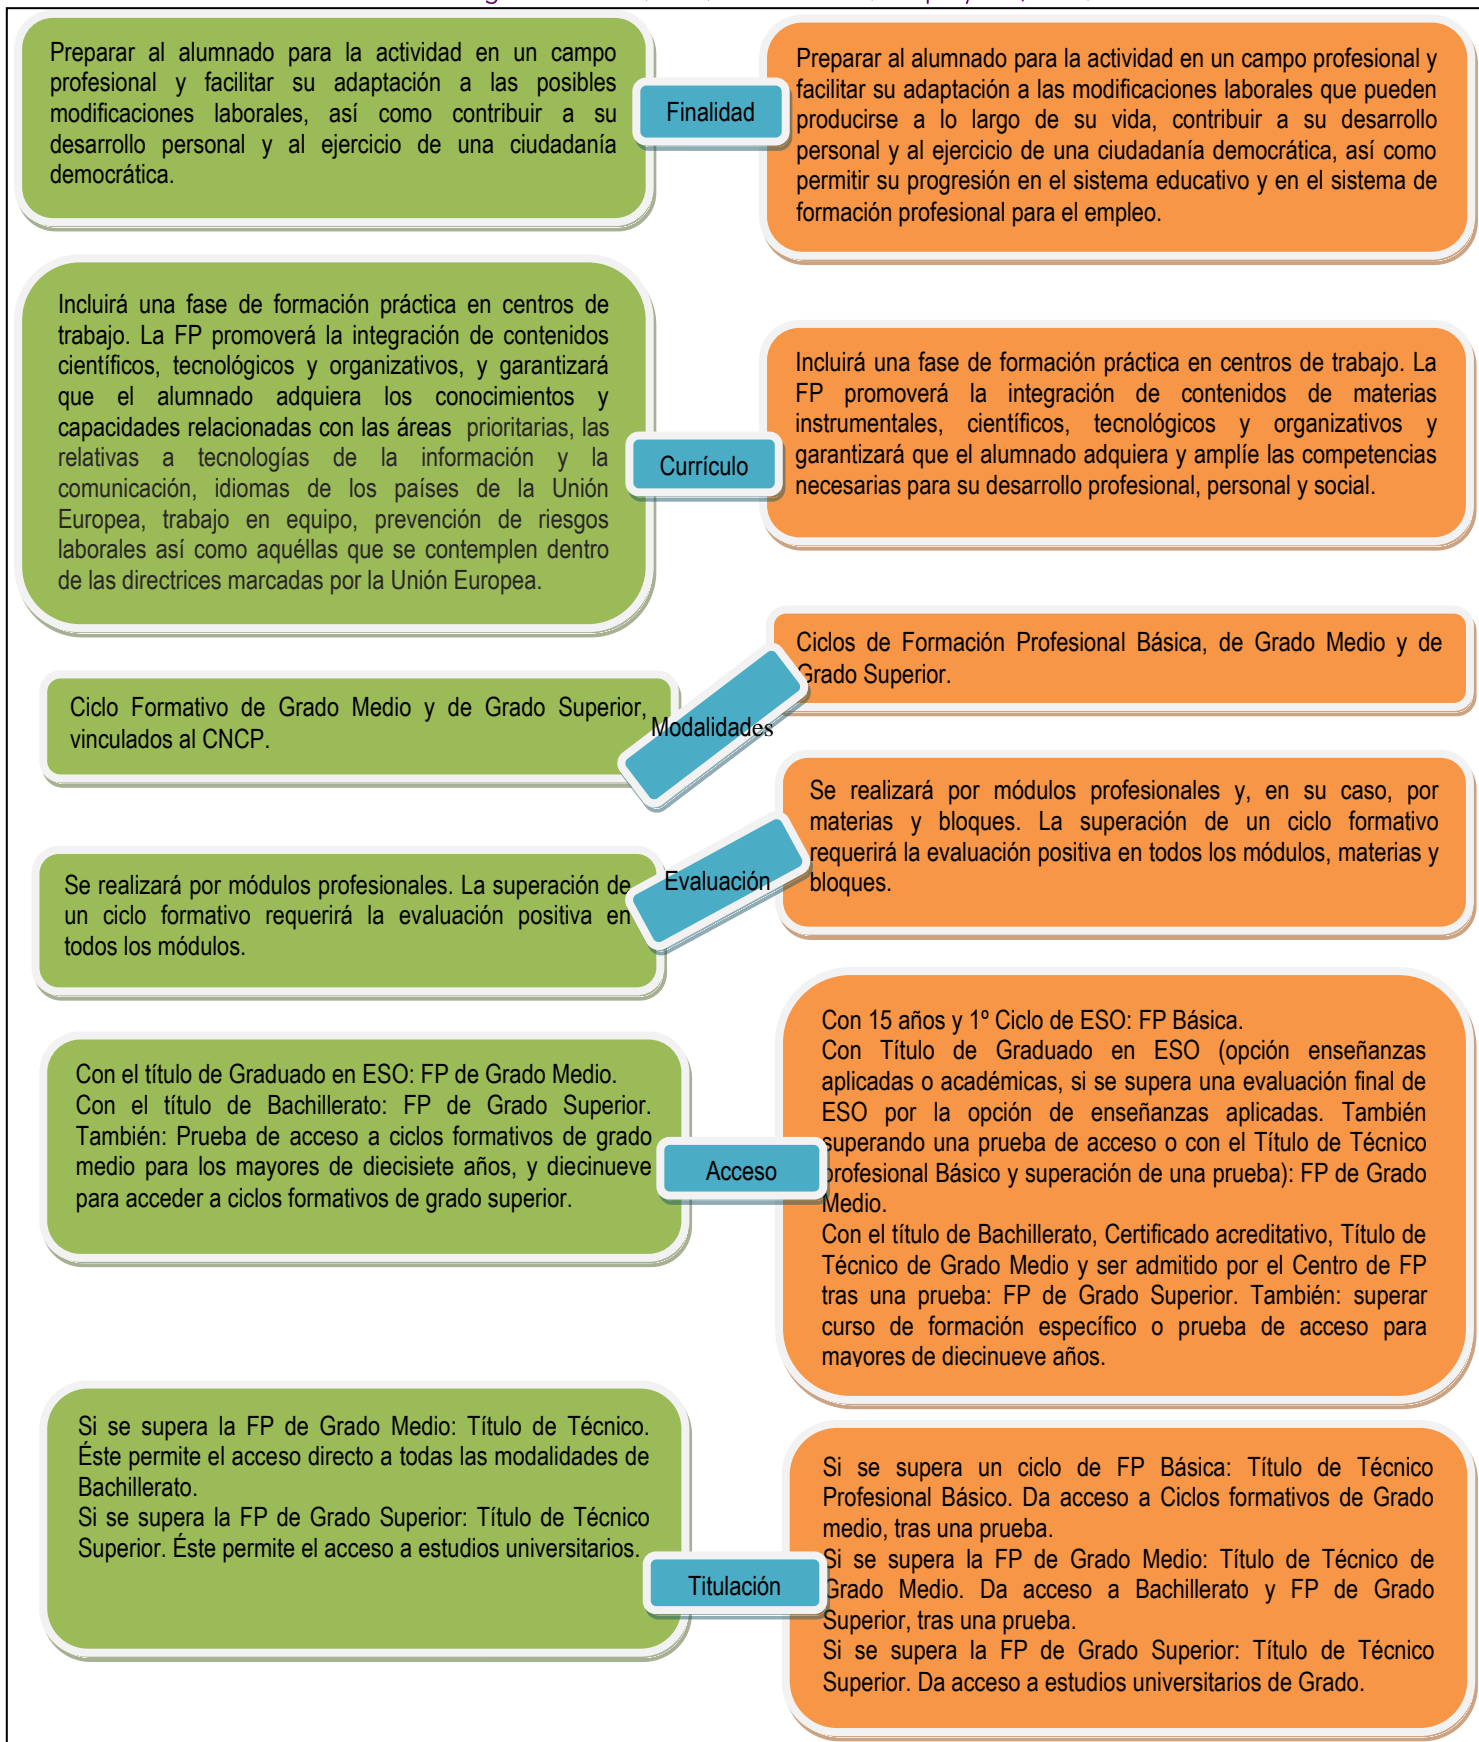 Preparar al alumnado para la actividad en un campo
profesional y facilitar su adaptación a las posibles
modificaciones laborales, así como contribuir a su
desarrollo personal y al ejercicio de una ciudadanía
democrática.
Finalidad
Preparar al alumnado para la actividad en un campo profesional y
facilitar su adaptación a las modificaciones laborales que pueden
producirse a lo largo de su vida, contribuir a su desarrollo
personal y al ejercicio de una ciudadanía democrática, así como
permitir su progresión en el sistema educativo y en el sistema de
formación profesional para el empleo.
Incluirá una fase de formación práctica en centros de
trabajo. La FP promoverá la integración de contenidos
científicos, tecnológicos y organizativos, y garantizará
que el alumnado adquiera los conocimientos y
capacidades relacionadas con las áreas prioritarias, las
relativas a tecnologías de la información y la
comunicación, idiomas de los países de la Unión
Europea, trabajo en equipo, prevención de riesgos
laborales así como aquéllas que se contemplen dentro
de las directrices marcadas por la Unión Europea.
Currículo
Incluirá una fase de formación práctica en centros de trabajo. La
FP promoverá la integración de contenidos de materias
instrumentales, científicos, tecnológicos y organizativos y
garantizará que el alumnado adquiera y amplíe las competencias
necesarias para su desarrollo profesional, personal y social.
Ciclo Formativo de Grado Medio y de Grado Superior,
vinculados al CNCP.
Modalidades
Ciclos de Formación Profesional Básica, de Grado Medio y de
Grado Superior.
Se realizará por módulos profesionales. La superación de
un ciclo formativo requerirá la evaluación positiva en
todos los módulos.
Evaluación
Se realizará por módulos profesionales y, en su caso, por
materias y bloques. La superación de un ciclo formativo
requerirá la evaluación positiva en todos los módulos, materias y
bloques.
Con el título de Graduado en ESO: FP de Grado Medio.
Con el título de Bachillerato: FP de Grado Superior.
También: Prueba de acceso a ciclos formativos de grado
medio para los mayores de diecisiete años, y diecinueve
para acceder a ciclos formativos de grado superior.
Acceso
Con 15 años y 1º Ciclo de ESO: FP Básica.
Con Título de Graduado en ESO (opción enseñanzas
aplicadas o académicas, si se supera una evaluación final de
ESO por la opción de enseñanzas aplicadas. También
superando una prueba de acceso o con el Título de Técnico
profesional Básico y superación de una prueba): FP de Grado
Medio.
Con el título de Bachillerato, Certificado acreditativo, Título de
Técnico de Grado Medio y ser admitido por el Centro de FP
tras una prueba: FP de Grado Superior. También: superar
curso de formación específico o prueba de acceso para
mayores de diecinueve años.
Si se supera la FP de Grado Medio: Título de Técnico.
Éste permite el acceso directo a todas las modalidades de
Bachillerato.
Si se supera la FP de Grado Superior: Título de Técnico
Superior. Éste permite el acceso a estudios universitarios.
Titulación
Si se supera un ciclo de FP Básica: Título de Técnico
Profesional Básico. Da acceso a Ciclos formativos de Grado
medio, tras una prueba.
Si se supera la FP de Grado Medio: Título de Técnico de
Grado Medio. Da acceso a Bachillerato y FP de Grado
Superior, tras una prueba.
Si se supera la FP de Grado Superior: Título de Técnico
Superior. Da acceso a estudios universitarios de Grado.